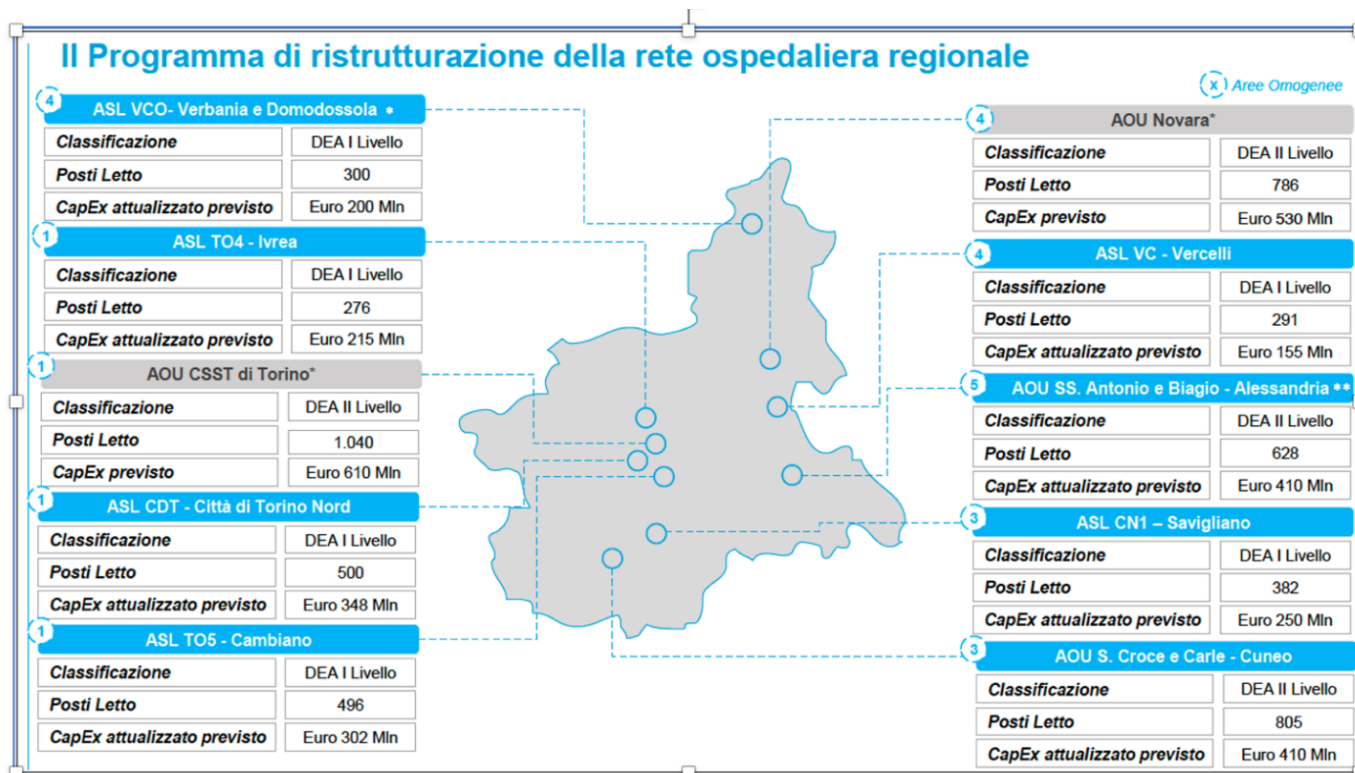 Il Programma di ristrutturazione della rete ospedaliera regionale
x Aree Omogenee
4 ASL VCO- Verbania e Domodossola *
Classificazione DEA I Livello
Posti Letto 300
CapEx attualizzato previsto Euro 200 Mln
1 ASL TO4 - Ivrea
Classificazione DEA I Livello
Posti Letto 276
CapEx attualizzato previsto Euro 215 Mln
1 AOU CSST di Torino*
Classificazione DEA II Livello
Posti Letto 1.040
CapEx previsto Euro 610 Mln
1 ASL CDT - Città di Torino Nord
Classificazione DEA I Livello
Posti Letto 500
CapEx attualizzato previsto Euro 348 Mln
1 ASL TO5 - Cambiano
Classificazione DEA I Livello
Posti Letto 496
CapEx attualizzato previsto Euro 302 Mln
4 AOU Novara*
Classificazione DEA II Livello
Posti Letto 786
CapEx previsto Euro 530 Mln
4 ASL VC - Vercelli
Classificazione DEA I Livello
Posti Letto 291
CapEx attualizzato previsto Euro 155 Mln
5 AOU SS. Antonio e Biagio - Alessandria **
Classificazione DEA II Livello
Posti Letto 628
CapEx attualizzato previsto Euro 410 Mln
3 ASL CN1 – Savigliano
Classificazione DEA I Livello
Posti Letto 382
CapEx attualizzato previsto Euro 250 Mln
3 AOU S. Croce e Carle - Cuneo
Classificazione DEA II Livello
Posti Letto 805
CapEx attualizzato previsto Euro 410 Mln